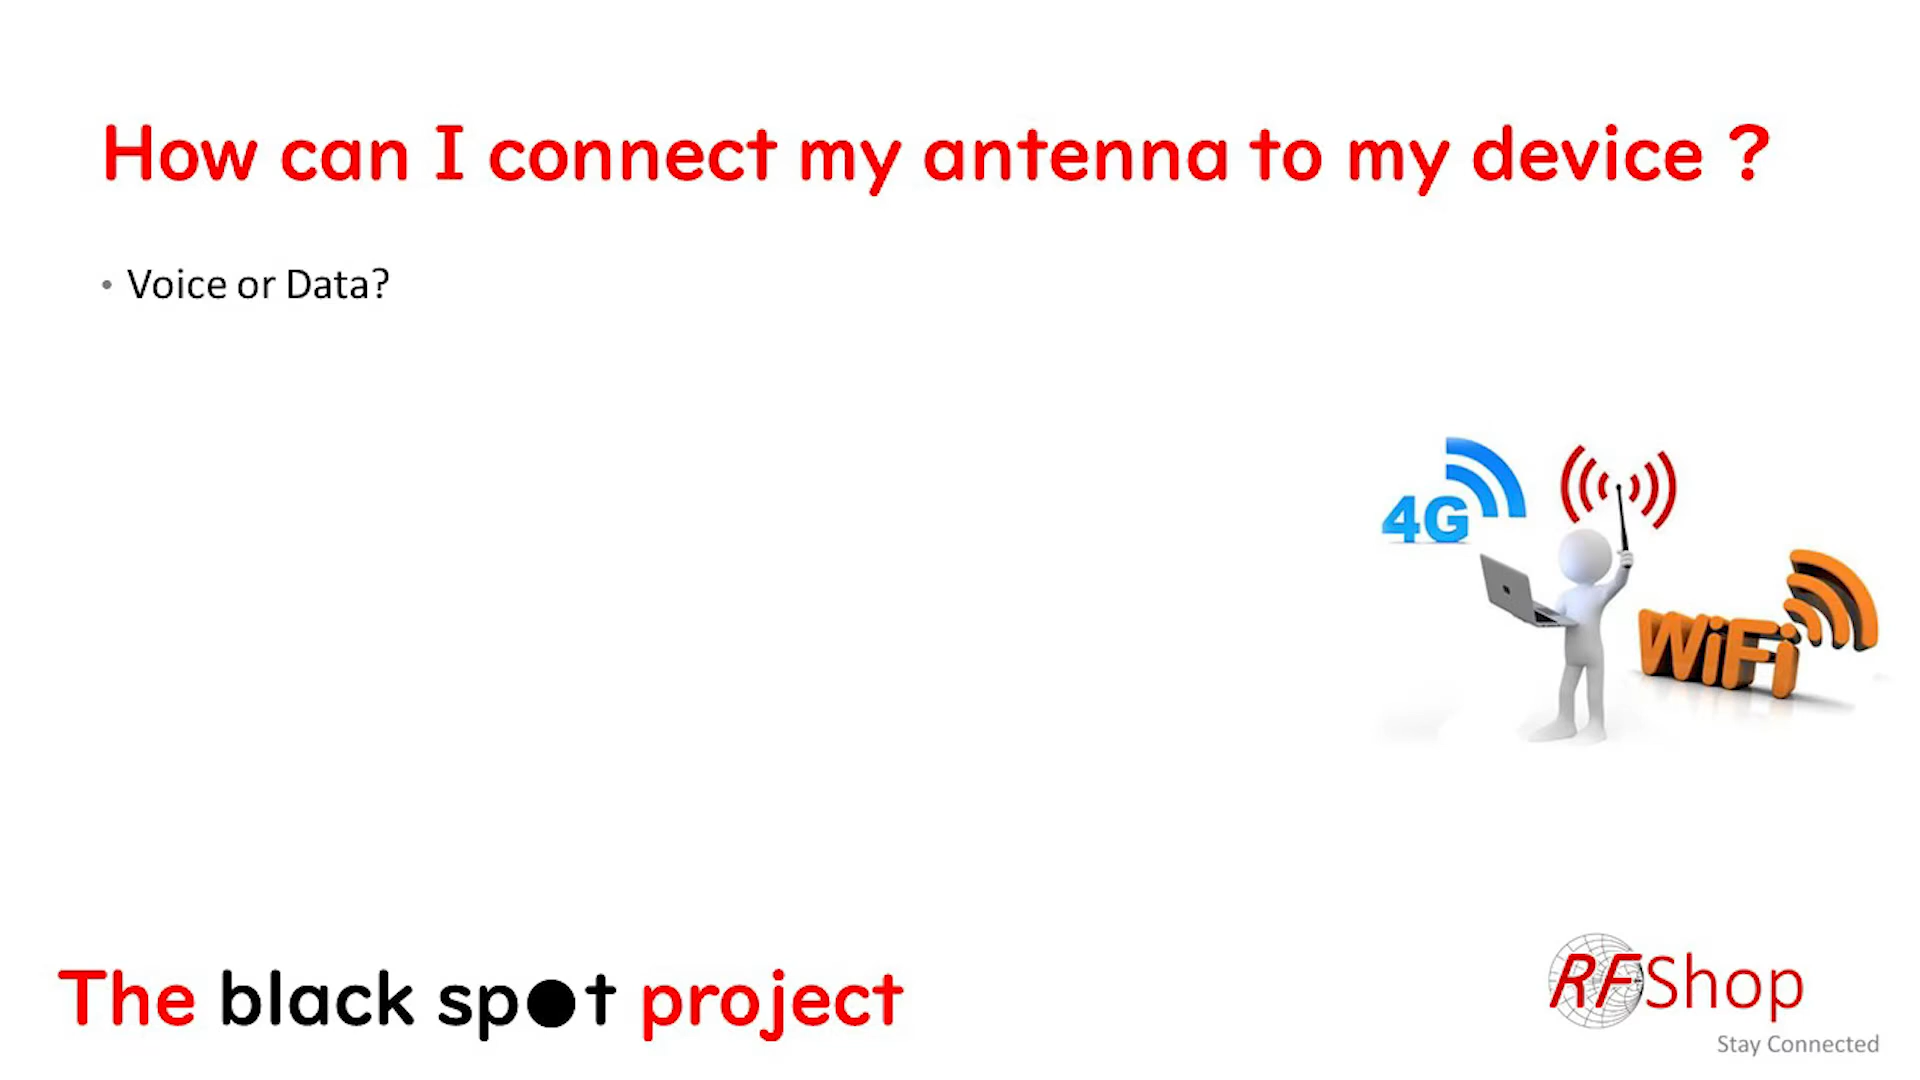 How can I connect my antenna to my device ?
• Voice or Data?
4G
WiFi
The black spot project
RFShop
Stay Connected